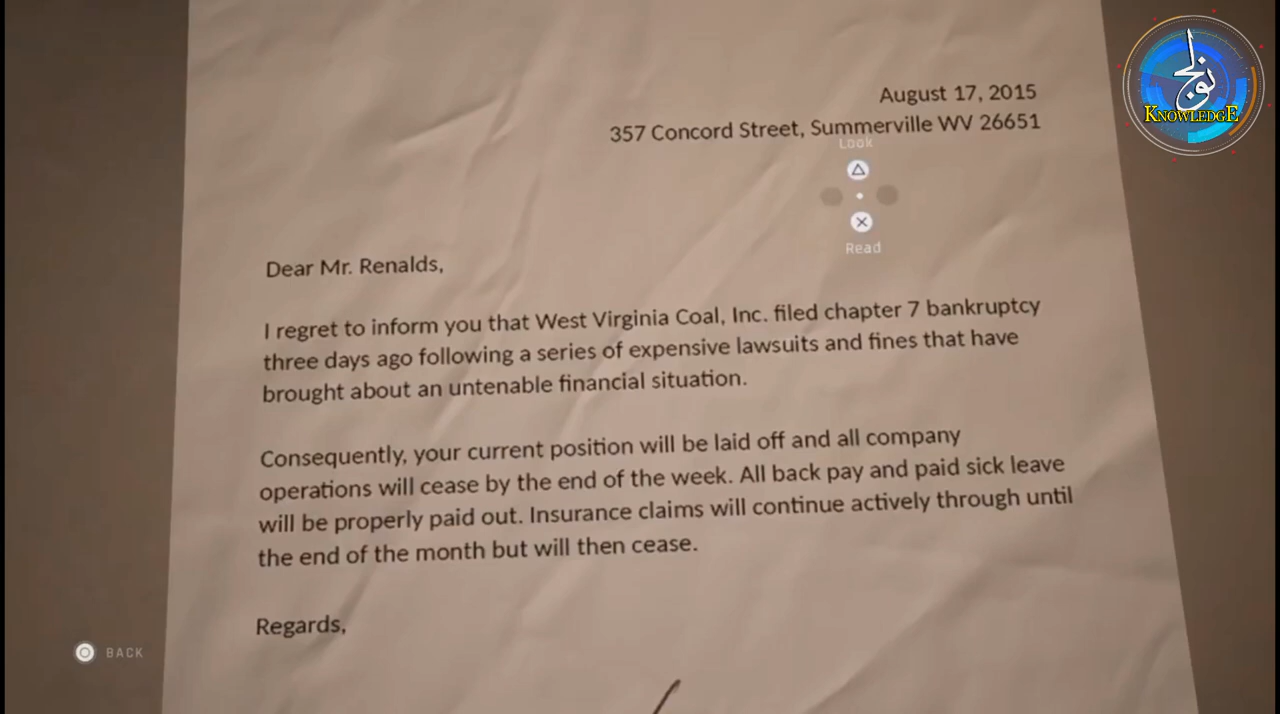 August 17, 2015
357 Concord Street, Summerville WV 26651
Look
Read
Dear Mr. Renalds,
I regret to inform you that West Virginia Coal, Inc. filed chapter 7 bankruptcy
three days ago following a series of expensive lawsuits and fines that have
brought about an untenable financial situation.
Consequently, your current position will be laid off and all company
operations will cease by the end of the week. All back pay and paid sick leave
will be properly paid out. Insurance claims will continue actively through until
the end of the month but will then cease.
Regards,
BACK
نولج
KNOWLEDGE